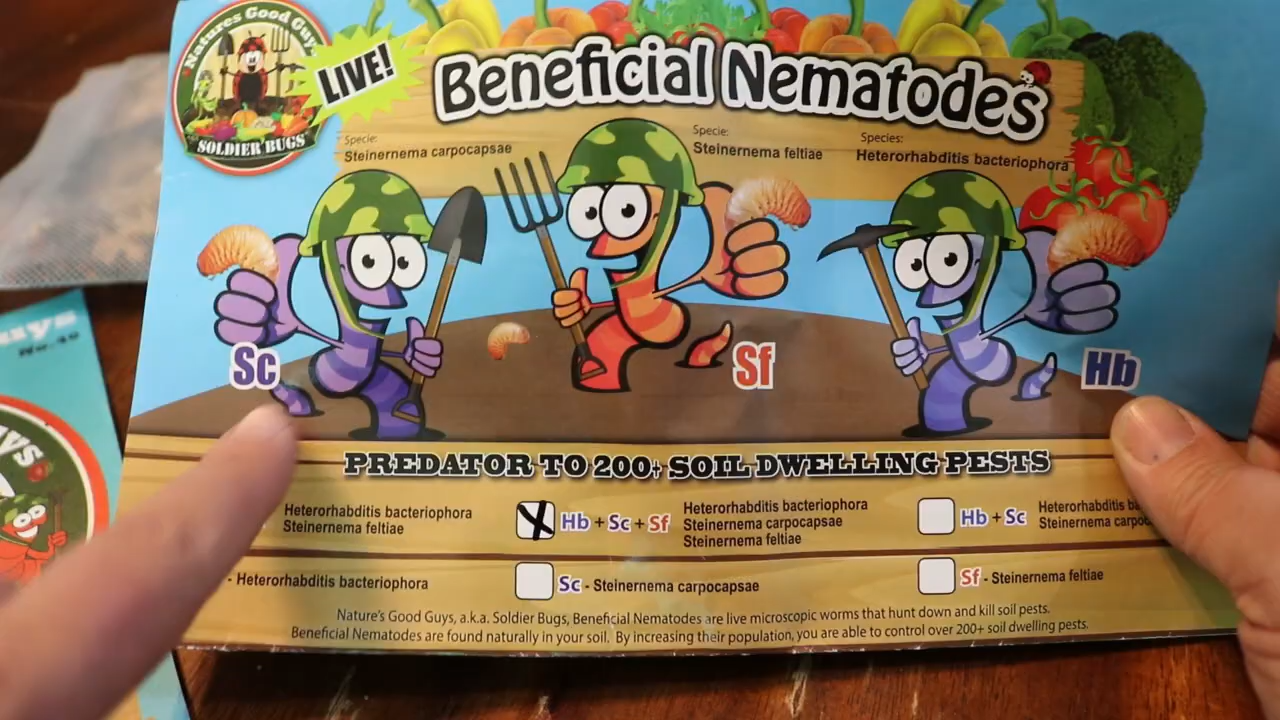 Natures Good Guys
SOLDIER BUGS
LIVE!
Beneficial Nematodes
Specie:
Steinernema carpocapsae
Specie:
Steinernema feltiae
Species:
Heterorhabditis bacteriophora
Sc
Sf
Hb
PREDATOR TO 200+ SOIL DWELLING PESTS
Heterorhabditis bacteriophora
Steinernema feltiae
Hb + Sc + Sf
Heterorhabditis bacteriophora
Steinernema carpocapsae
Steinernema feltiae
Hb + Sc
Heterorhabditis
Steinernema
- Heterorhabditis bacteriophora
Sc - Steinernema carpocapsae
Sf - Steinernema feltiae
Nature's Good Guys, a.k.a. Soldier Bugs, Beneficial Nematodes are live microscopic worms that hunt down and kill soil pests.
Beneficial Nematodes are found naturally in your soil. By increasing their population, you are able to control over 200+ soil dwelling pests.